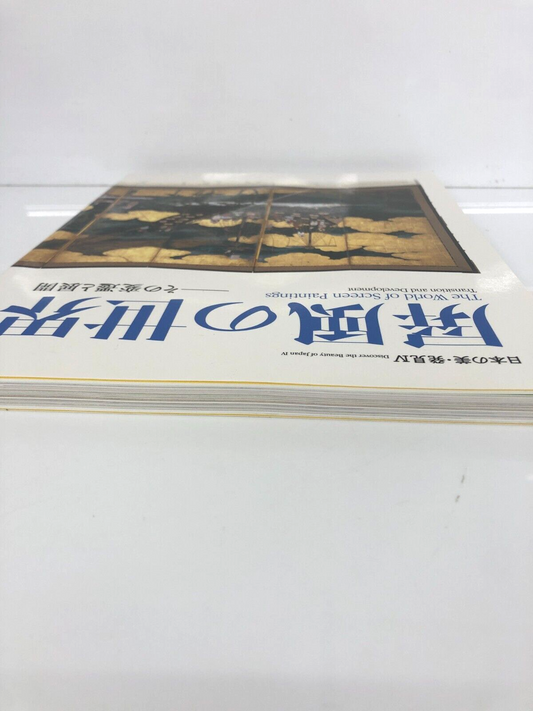 日本の美・発見Ⅳ Discover the Beauty of Japan Ⅳ
屏風の世界
The World of Screen Paintings
Transition and Development
——その変遷と展開